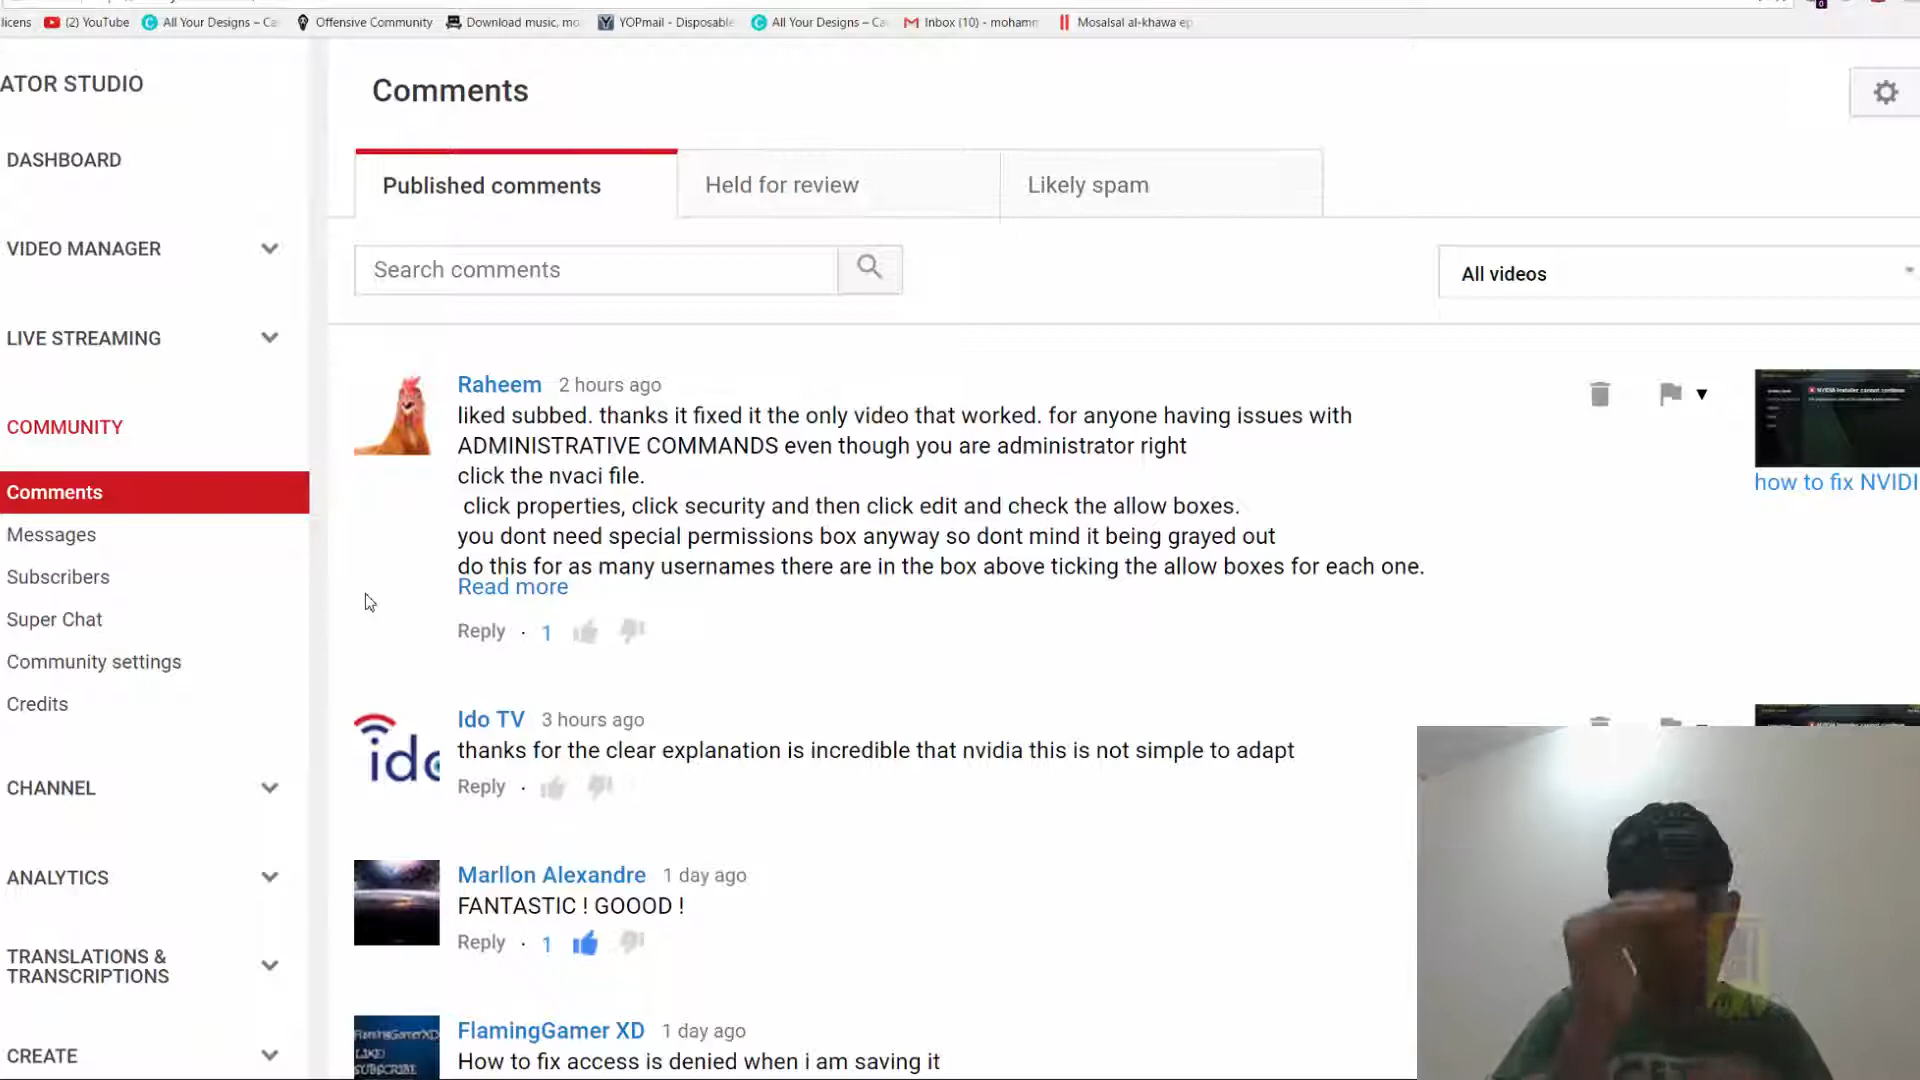 licens (2) YouTube All Your Designs – Ca Offensive Community Download music, mo YOPmail - Disposable All Your Designs – Ca Inbox (10) - mohamm Mosalsal al-khawa ep
ATOR STUDIO
Comments
DASHBOARD
Published comments Held for review Likely spam
VIDEO MANAGER
Search comments
All videos
LIVE STREAMING
Raheem 2 hours ago
liked subbed. thanks it fixed it the only video that worked. for anyone having issues with
ADMINISTRATIVE COMMANDS even though you are administrator right
click the nvaci file.
click properties, click security and then click edit and check the allow boxes.
you dont need special permissions box anyway so dont mind it being grayed out
do this for as many usernames there are in the box above ticking the allow boxes for each one.
Read more
Reply · 1
how to fix NVIDI
COMMUNITY
Comments
Messages
Subscribers
Super Chat
Community settings
Credits
ido
Ido TV 3 hours ago
thanks for the clear explanation is incredible that nvidia this is not simple to adapt
Reply ·
CHANNEL
ANALYTICS
Marllon Alexandre 1 day ago
FANTASTIC ! GOOOD !
Reply · 1
TRANSLATIONS &
TRANSCRIPTIONS
FlamingGamerXD
LIKE
SUBSCRIBE
FlamingGamer XD 1 day ago
How to fix access is denied when i am saving it
CREATE